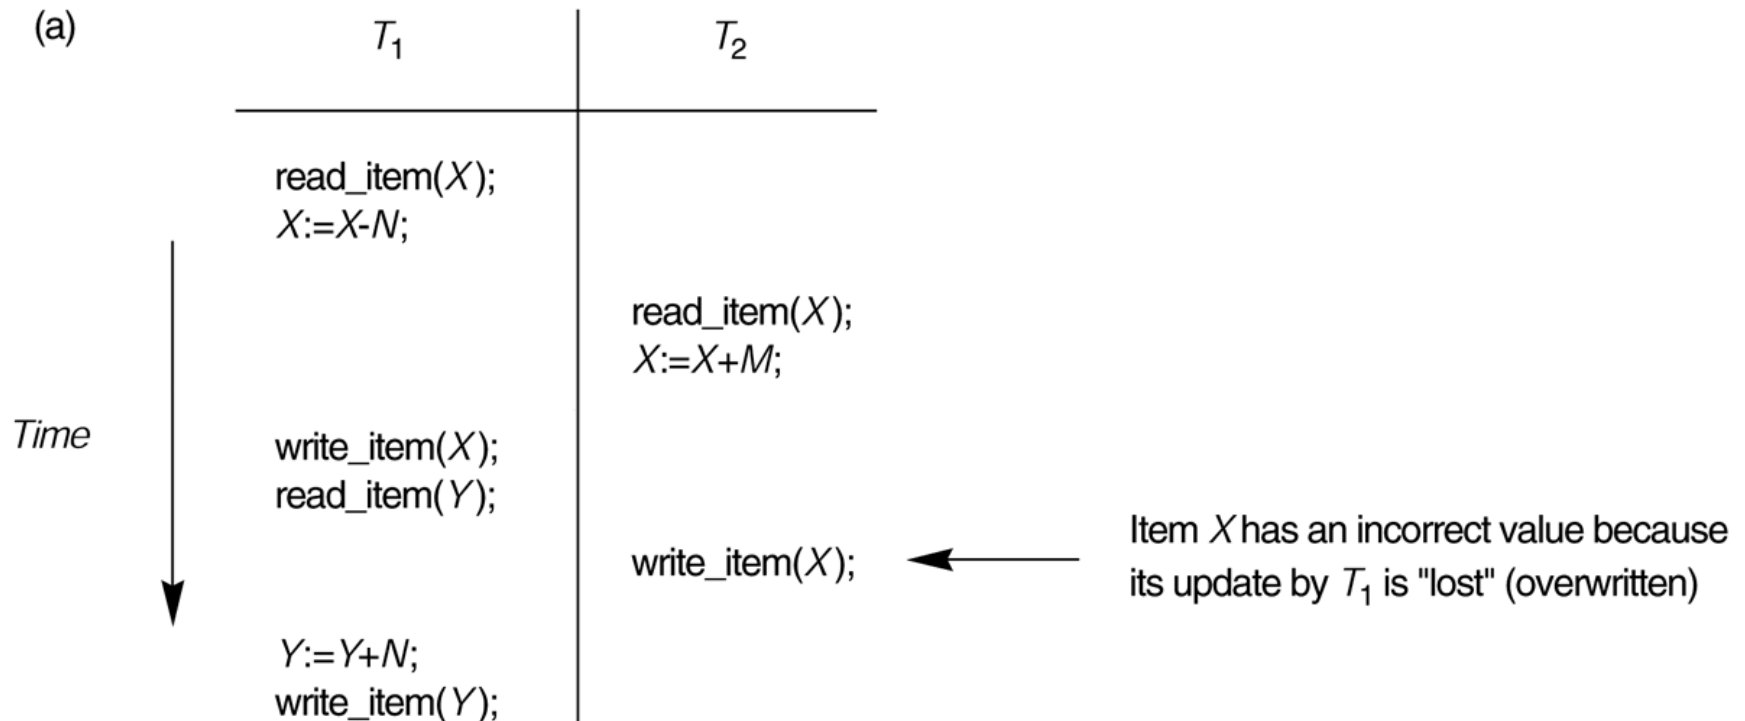 (a)
T1 T2
read_item(X);
X:=X-N;
read_item(X);
X:=X+M;
Time
write_item(X);
read_item(Y);
write_item(X);
Item X has an incorrect value because
its update by T1 is "lost" (overwritten)
Y:=Y+N;
write_item(Y);